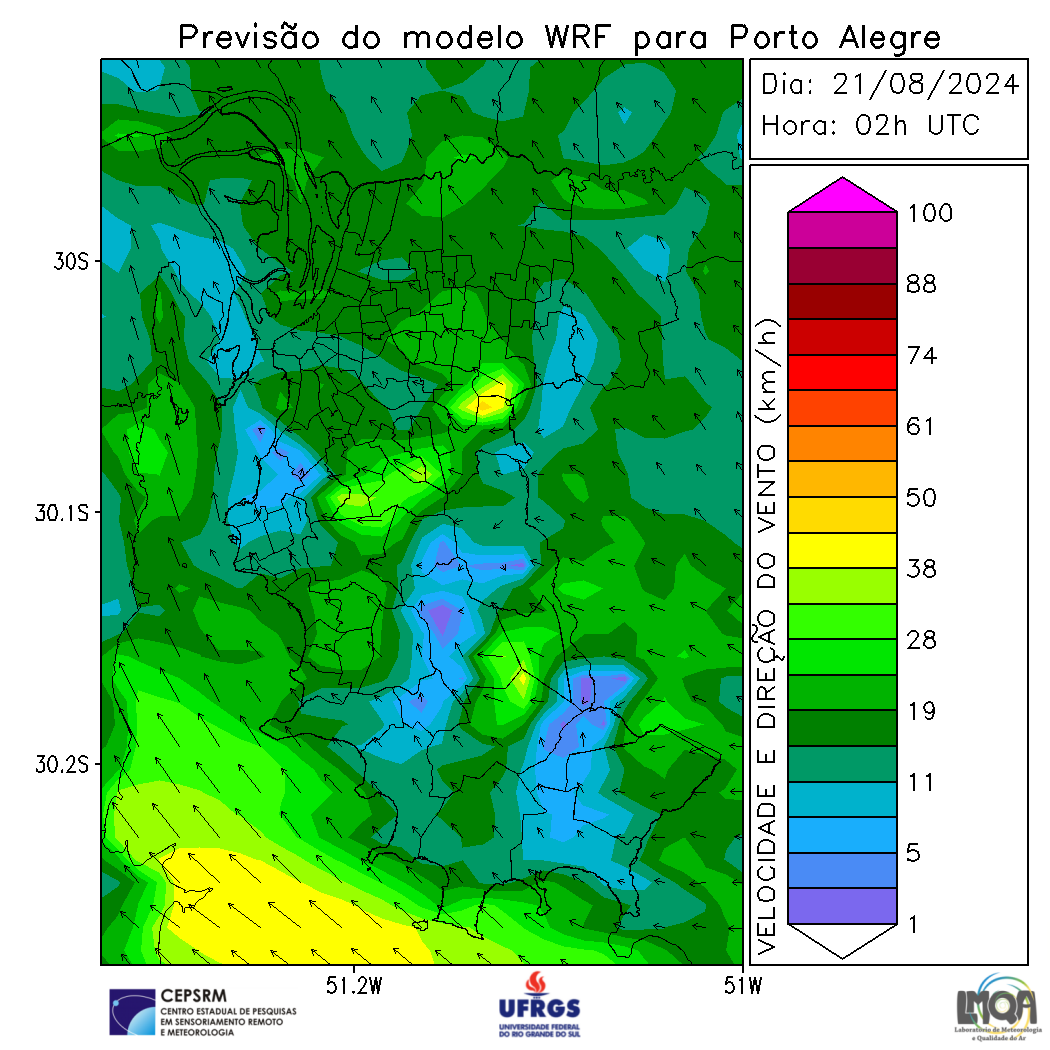 Previsão do modelo WRF para Porto Alegre
Dia: 21/08/2024
Hora: 02h UTC
30S
30.1S
30.2S
51.2W
51W
VELOCIDADE E DIREÇÃO DO VENTO (km/h)
100
88
74
61
50
38
28
19
11
5
1
CEPSRM
CENTRO ESTADUAL DE PESQUISAS
EM SENSORIAMENTO REMOTO
E METEOROLOGIA
UFRGS
UNIVERSIDADE FEDERAL
DO RIO GRANDE DO SUL
LMQA
Laboratório de Meteorologia
e Qualidade do Ar